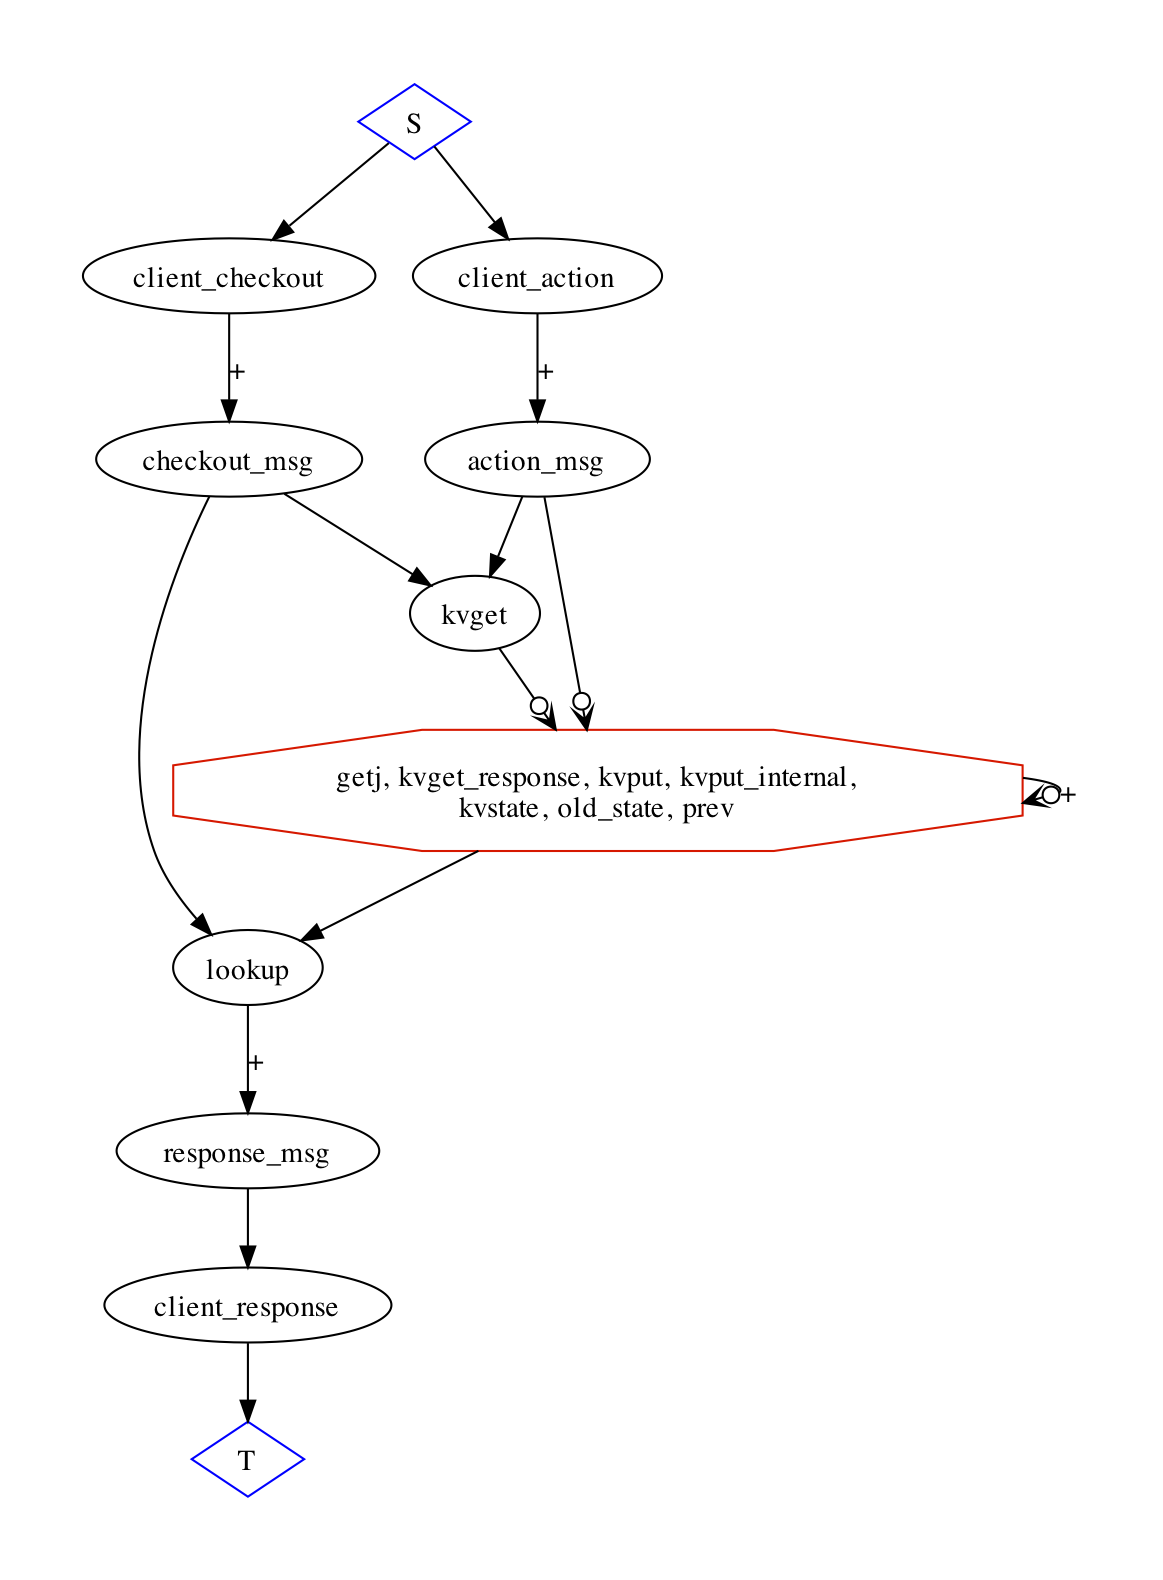 S
client_checkout
client_action
+
+
checkout_msg
action_msg
kvget
getj, kvget_response, kvput, kvput_internal,
kvstate, old_state, prev
+
lookup
+
response_msg
client_response
T